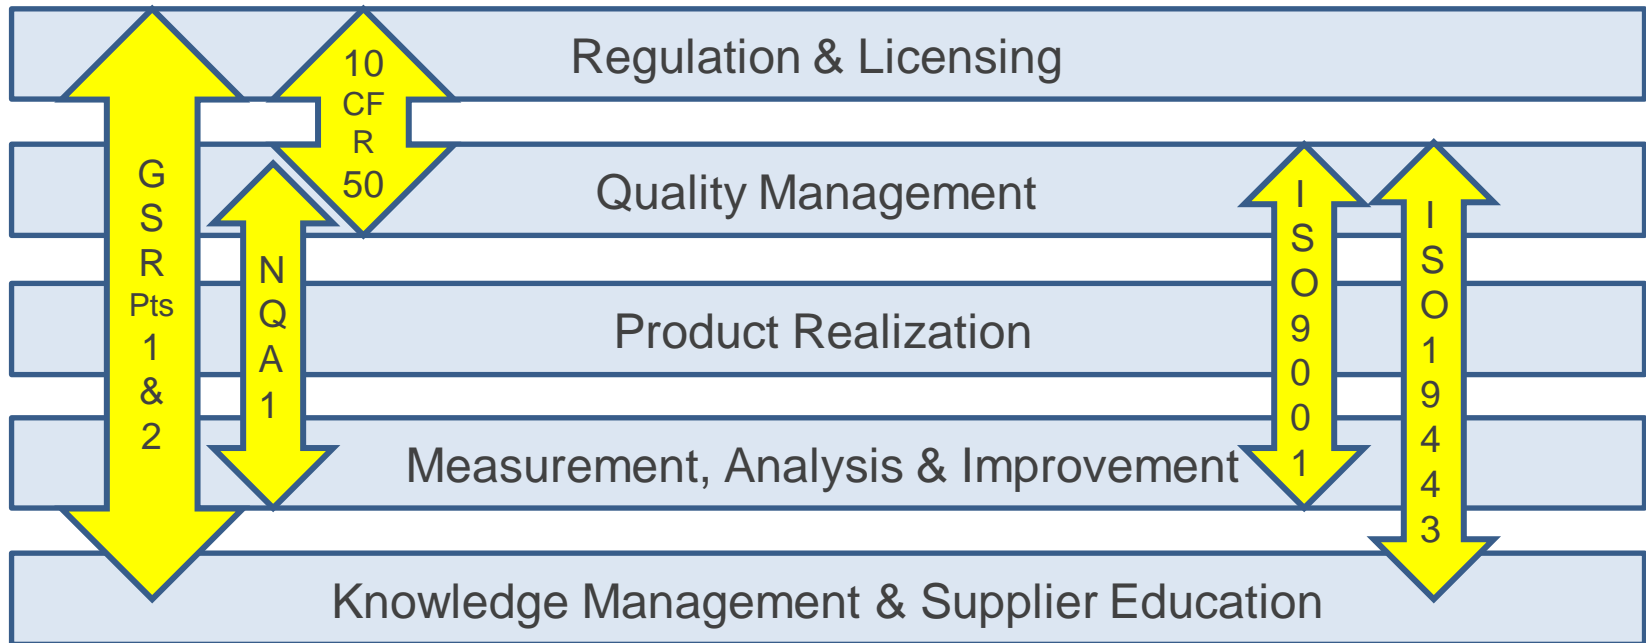 Regulation & Licensing
Quality Management
Product Realization
Measurement, Analysis & Improvement
Knowledge Management & Supplier Education
G
S
R
Pts
1
&
2
10
CF
R
50
N
Q
A
1
I
S
O
9
0
0
1
I
S
O
1
9
4
4
3